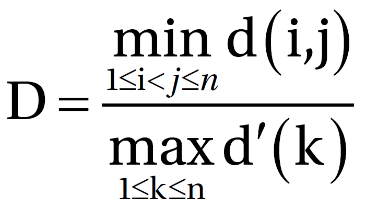 D = min d(i,j)
1≤i<j≤n
max d′(k)
1≤k≤n